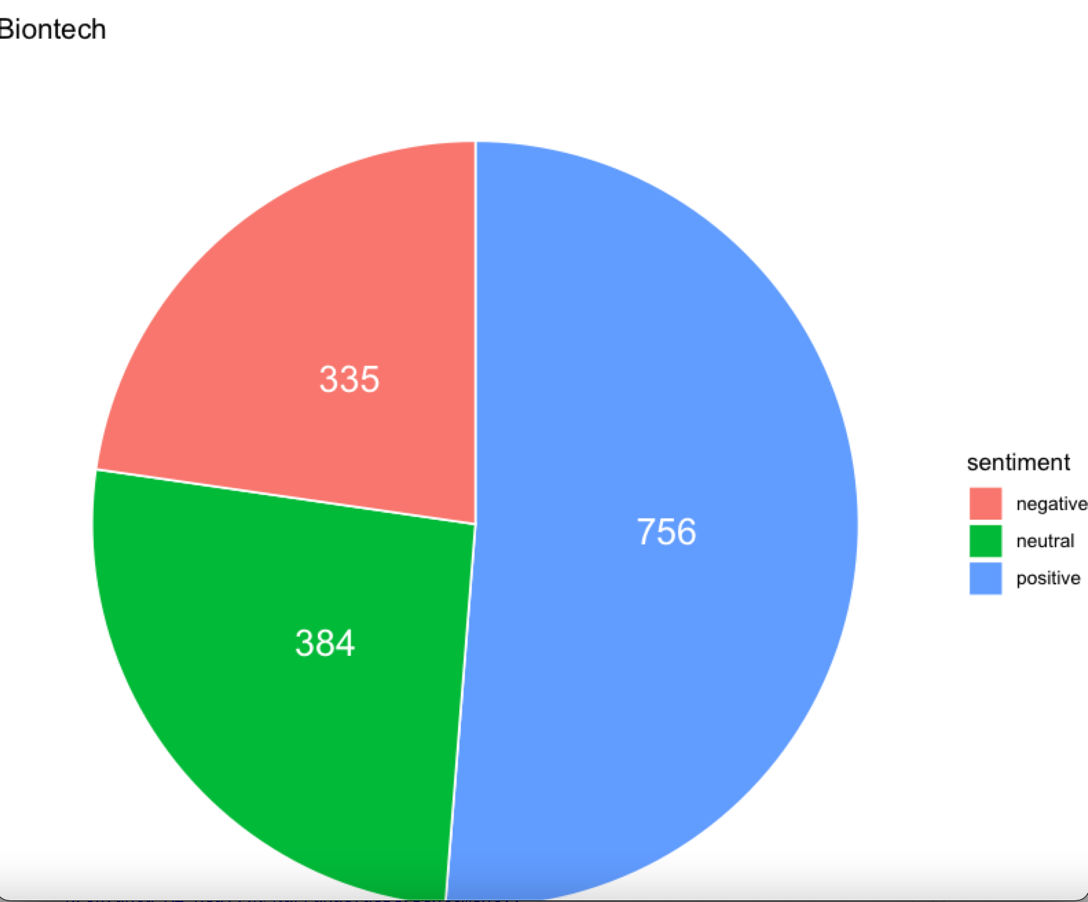 Biontech
335
756
384
sentiment
negative
neutral
positive